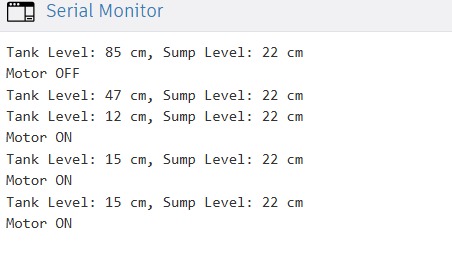 Serial Monitor
Tank Level: 85 cm, Sump Level: 22 cm
Motor OFF
Tank Level: 47 cm, Sump Level: 22 cm
Tank Level: 12 cm, Sump Level: 22 cm
Motor ON
Tank Level: 15 cm, Sump Level: 22 cm
Motor ON
Tank Level: 15 cm, Sump Level: 22 cm
Motor ON